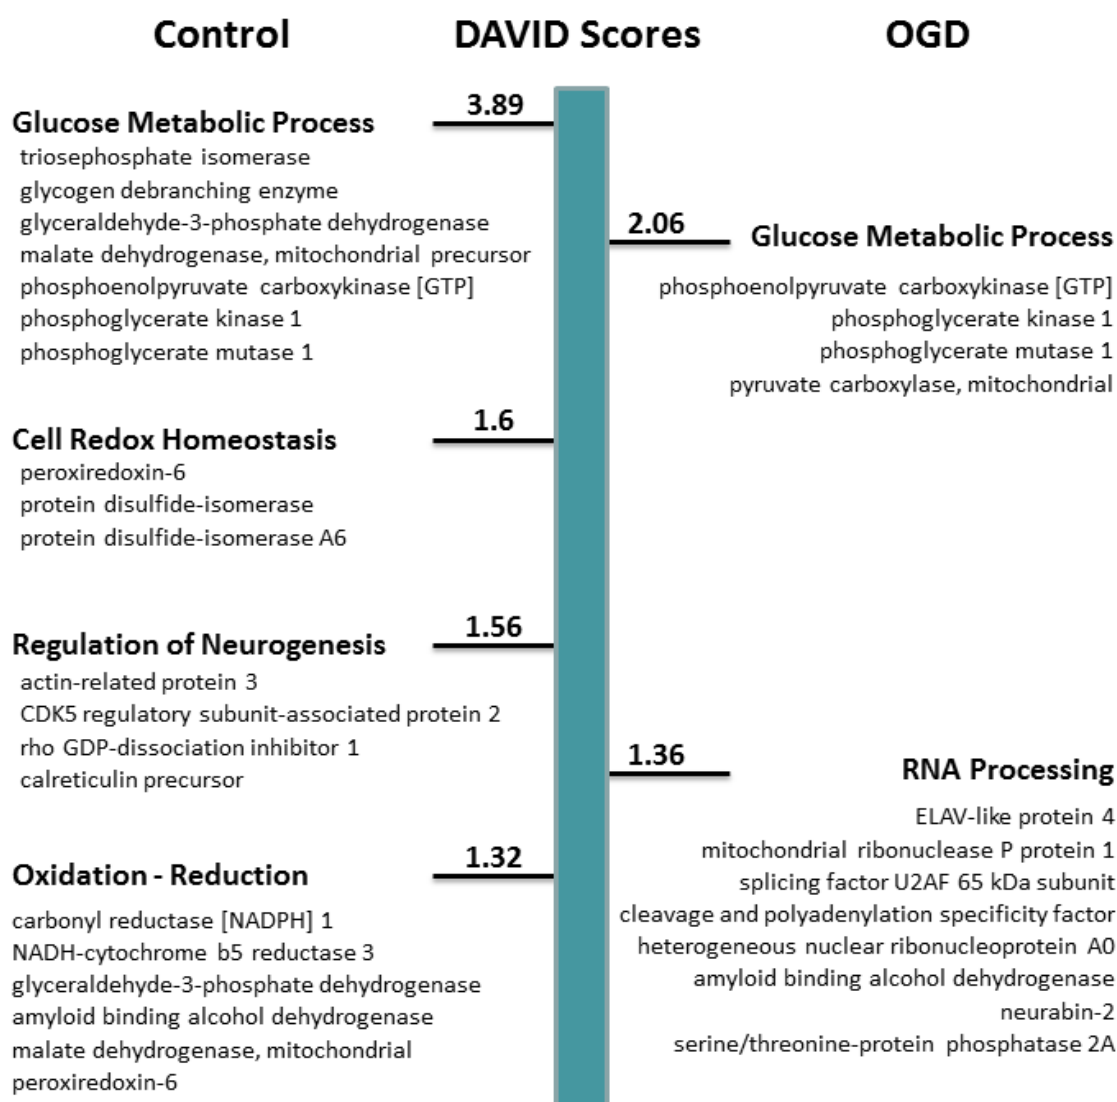 Control
DAVID Scores
OGD
3.89
Glucose Metabolic Process
triosephosphate isomerase
glycogen debranching enzyme
glyceraldehyde-3-phosphate dehydrogenase
malate dehydrogenase, mitochondrial precursor
phosphoenolpyruvate carboxykinase [GTP]
phosphoglycerate kinase 1
phosphoglycerate mutase 1
2.06
Glucose Metabolic Process
phosphoenolpyruvate carboxykinase [GTP]
phosphoglycerate kinase 1
phosphoglycerate mutase 1
pyruvate carboxylase, mitochondrial
1.6
Cell Redox Homeostasis
peroxiredoxin-6
protein disulfide-isomerase
protein disulfide-isomerase A6
1.56
Regulation of Neurogenesis
actin-related protein 3
CDK5 regulatory subunit-associated protein 2
rho GDP-dissociation inhibitor 1
calreticulin precursor
1.36
RNA Processing
ELAV-like protein 4
mitochondrial ribonuclease P protein 1
splicing factor U2AF 65 kDa subunit
cleavage and polyadenylation specificity factor
heterogeneous nuclear ribonucleoprotein A0
amyloid binding alcohol dehydrogenase
neurabin-2
serine/threonine-protein phosphatase 2A
1.32
Oxidation - Reduction
carbonyl reductase [NADPH] 1
NADH-cytochrome b5 reductase 3
glyceraldehyde-3-phosphate dehydrogenase
amyloid binding alcohol dehydrogenase
malate dehydrogenase, mitochondrial
peroxiredoxin-6